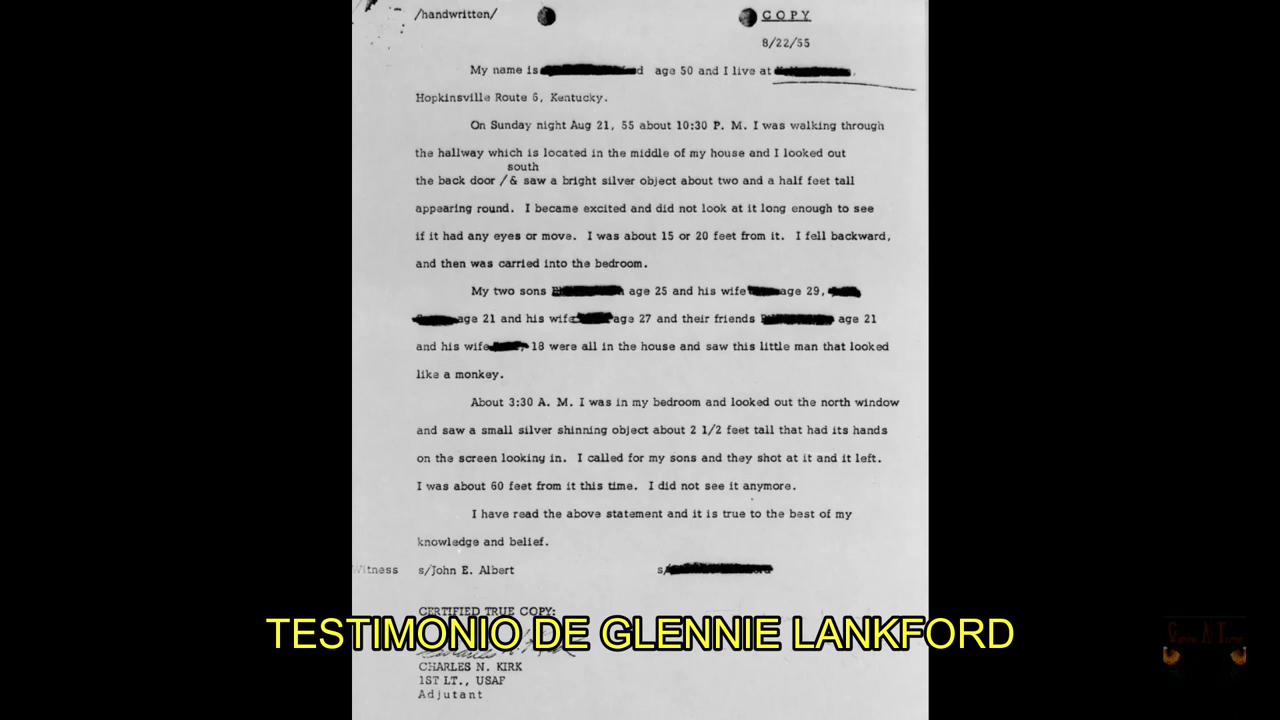 /handwritten/
COPY
8/22/55
My name is d age 50 and I live at
Hopkinsville Route 6, Kentucky.
On Sunday night Aug 21, 55 about 10:30 P. M. I was walking through
the hallway which is located in the middle of my house and I looked out
south
the back door / & saw a bright silver object about two and a half feet tall
appearing round. I became excited and did not look at it long enough to see
if it had any eyes or move. I was about 15 or 20 feet from it. I fell backward,
and then was carried into the bedroom.
My two sons age 25 and his wife age 29,
age 21 and his wife age 27 and their friends age 21
and his wife 18 were all in the house and saw this little man that looked
like a monkey.
About 3:30 A. M. I was in my bedroom and looked out the north window
and saw a small silver shinning object about 2 1/2 feet tall that had its hands
on the screen looking in. I called for my sons and they shot at it and it left.
I was about 60 feet from it this time. I did not see it anymore.
I have read the above statement and it is true to the best of my
knowledge and belief.
Witness s/John E. Albert s/
CERTIFIED TRUE COPY:
TESTIMONIO DE GLENNIE LANKFORD
CHARLES N. KIRK
1ST LT., USAF
Adjutant